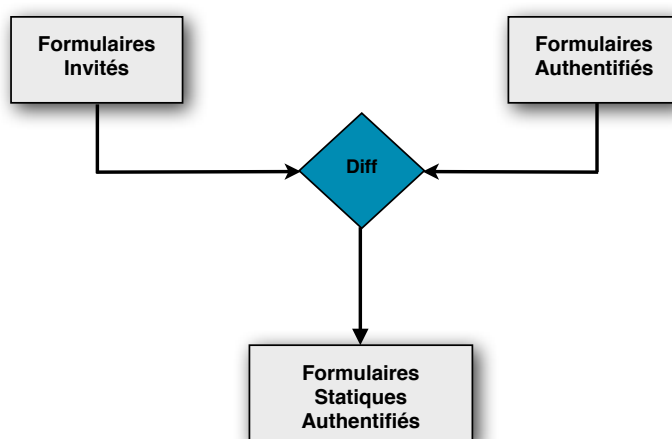 Formulaires
Invités
Formulaires
Authentifiés
Diff
Formulaires
Statiques
Authentifiés